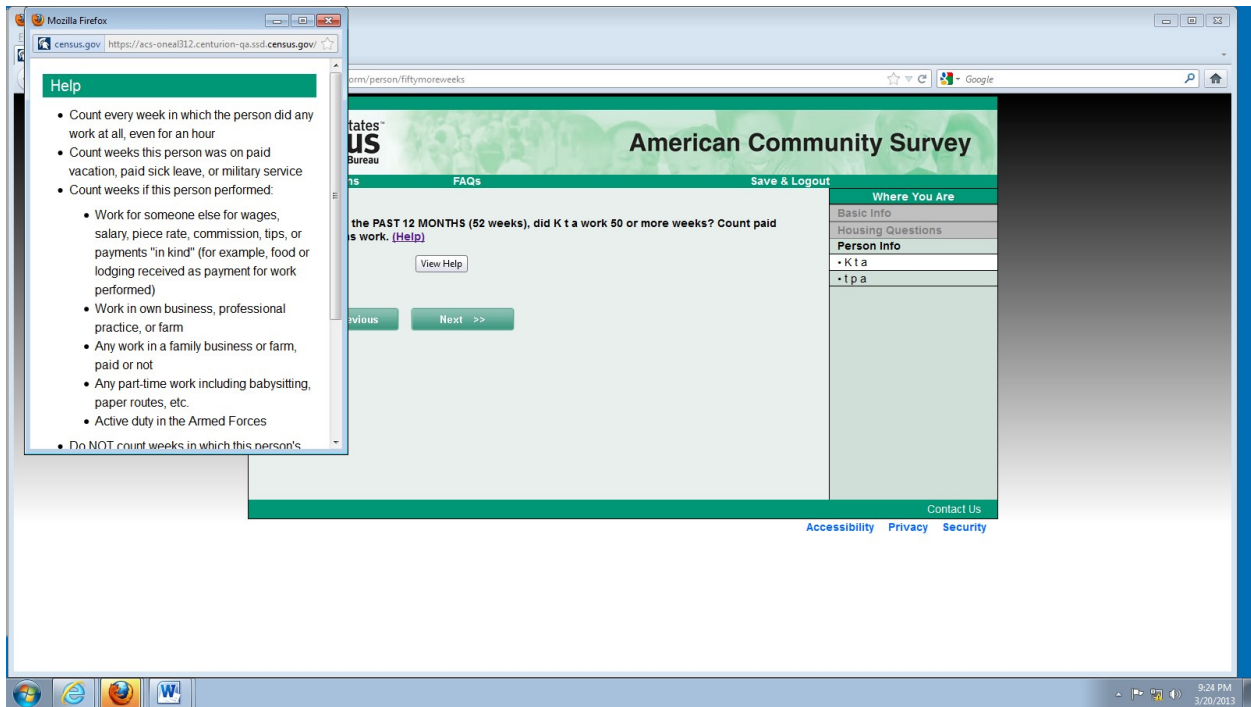 Mozilla Firefox
census.gov https://acs-oneal312.centurion-qa.ssd.census.gov/
Help
• Count every week in which the person did any
work at all, even for an hour
• Count weeks this person was on paid
vacation, paid sick leave, or military service
• Count weeks if this person performed:
• Work for someone else for wages,
salary, piece rate, commission, tips, or
payments "in kind" (for example, food or
lodging received as payment for work
performed)
• Work in own business, professional
practice, or farm
• Any work in a family business or farm,
paid or not
• Any part-time work including babysitting,
paper routes, etc.
• Active duty in the Armed Forces
• Do NOT count weeks in which this person's
orm/person/fiftymoreweeks
Google
tates™
us
Bureau
American Community Survey
ns FAQs Save & Logout
the PAST 12 MONTHS (52 weeks), did K t a work 50 or more weeks? Count paid
s work. (Help)
View Help
evious Next >>
Where You Are
Basic Info
Housing Questions
Person Info
• K t a
• t p a
Contact Us
Accessibility Privacy Security
9:24 PM
3/20/2013